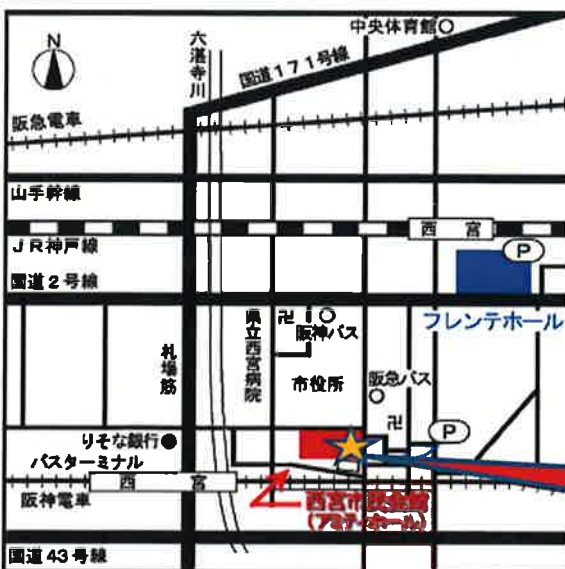 中央体育館
N
六湛寺川
国道171号線
阪急電車
山手幹線
西宮
JR神戸線
P
国道2号線
フレンテホール
県立西宮病院
卍
阪神バス
札場筋
市役所
阪急バス
卍
P
りそな銀行
バスターミナル
西宮
阪神電車
西宮市民会館
(アミティホール)
国道43号線